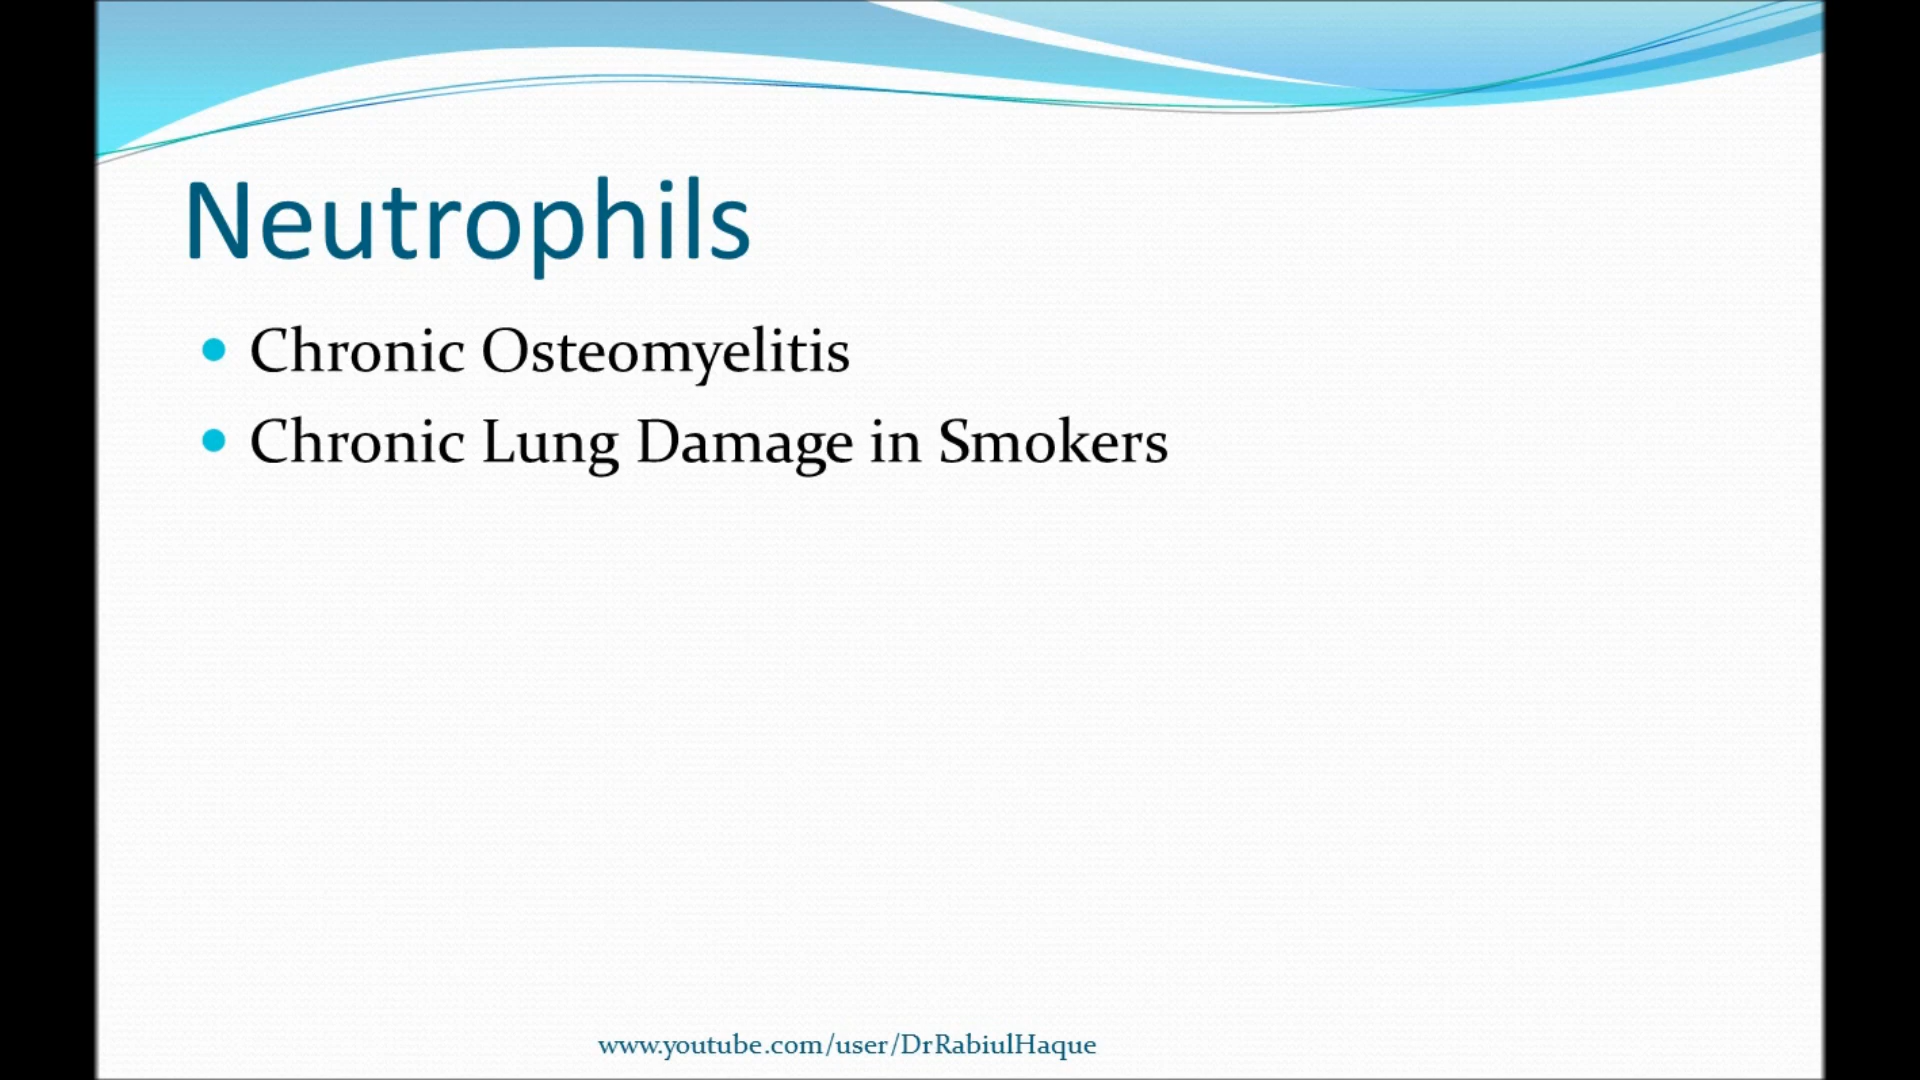 Neutrophils
Chronic Osteomyelitis
Chronic Lung Damage in Smokers
www.youtube.com/user/DrRabiulHaque